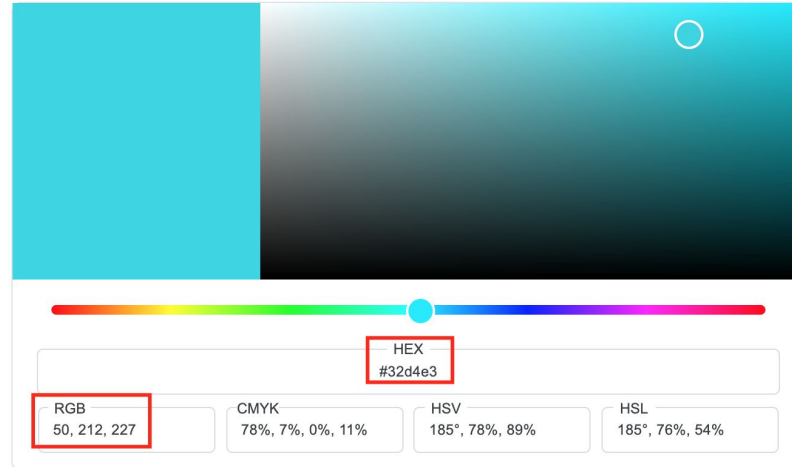 HEX
#32d4e3
RGB
50, 212, 227
CMYK
78%, 7%, 0%, 11%
HSV
185°, 78%, 89%
HSL
185°, 76%, 54%